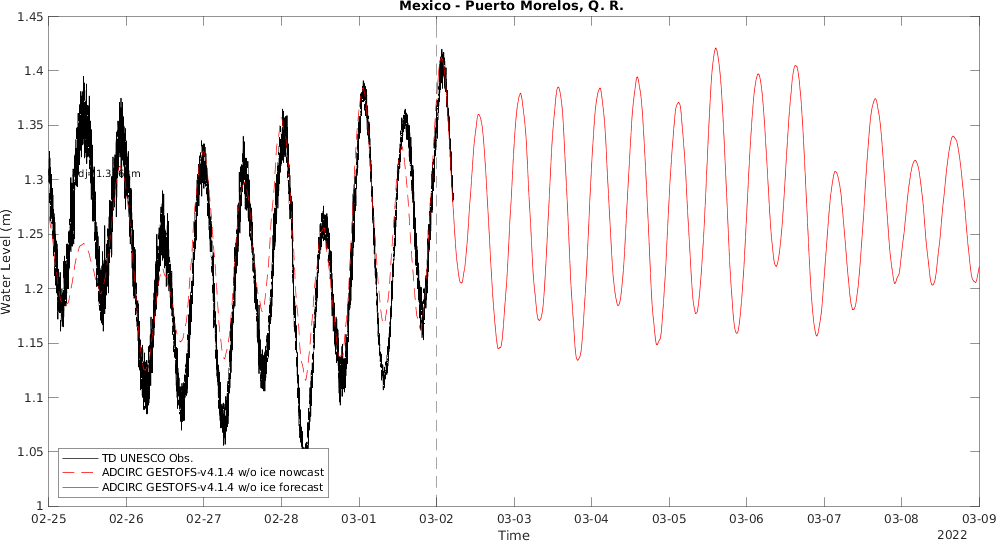 Mexico - Puerto Morelos, Q. R.
1.45
1.4
1.35
1.3
1.25
1.2
1.15
1.1
1.05
1
Water Level (m)
TD UNESCO Obs.
ADCIRC GESTOFS-v4.1.4 w/o ice nowcast
ADCIRC GESTOFS-v4.1.4 w/o ice forecast
02-25 02-26 02-27 02-28 03-01 03-02 03-03 03-04 03-05 03-06 03-07 03-08 03-09
Time
2022